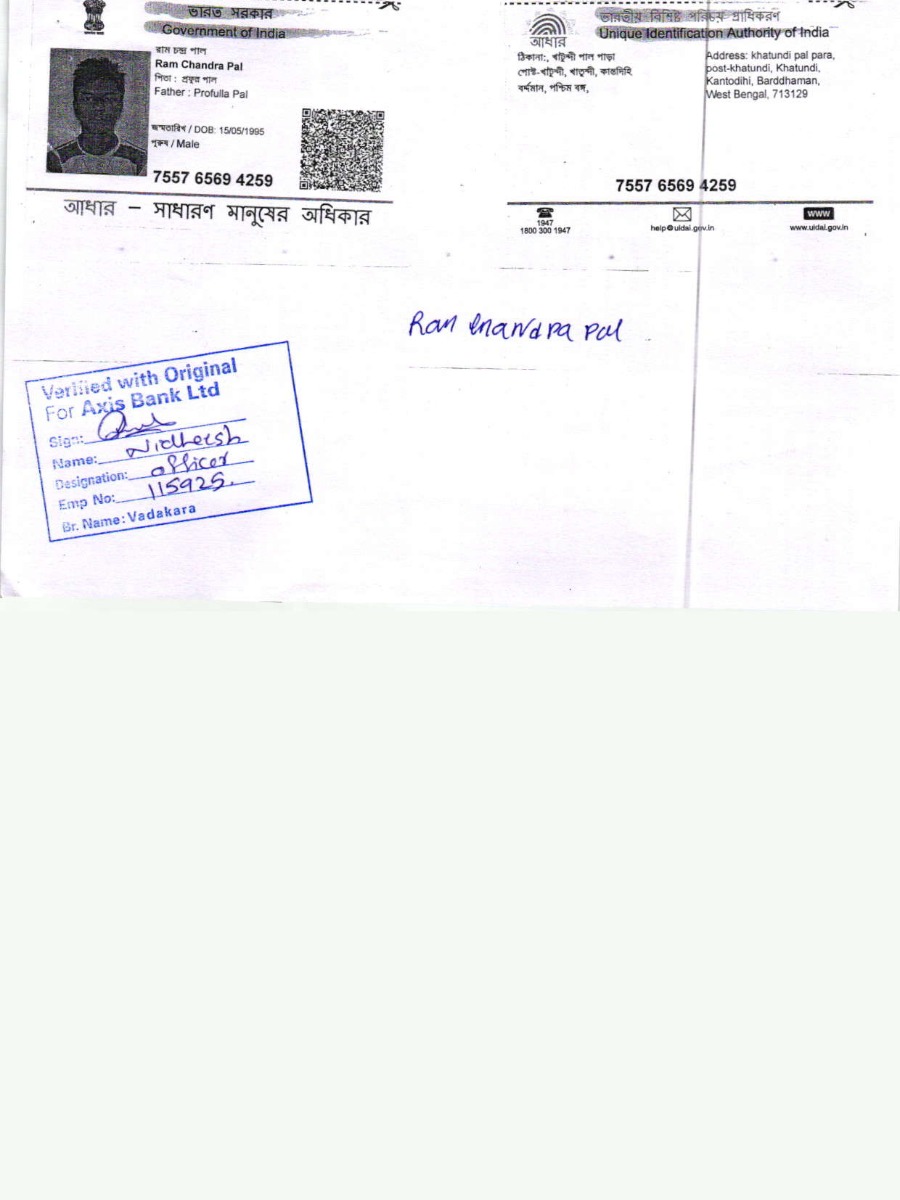 ভারত সরকার
Government of India
রাম চন্দ্র পাল
Ram Chandra Pal
পিতা : প্রফুল্ল পাল
Father : Profulla Pal
জন্মতারিখ / DOB: 15/05/1995
পুরুষ / Male
7557 6569 4259
আধার – সাধারণ মানুষের অধিকার
ভারতীয় বিশিষ্ট পরিচয় প্রাধিকরণ
Unique Identification Authority of India
আধার
ঠিকানা:, খাটুন্দী পাল পাড়া
পোস্ট-খাটুন্দী, খাতুন্দী, কান্তদিহি
বর্দ্ধমান, পশ্চিম বঙ্গ,
Address: khatundi pal para,
post-khatundi, Khatundi,
Kantodihi, Barddhaman,
West Bengal, 713129
7557 6569 4259
1947
1800 300 1947
help@uidai.gov.in
www
www.uidai.gov.in
Ram Chandra Pal
Verified with Original
For Axis Bank Ltd
Sign:
Name: Nidheesh
Designation: officer
Emp No: 115925.
Br. Name: Vadakara